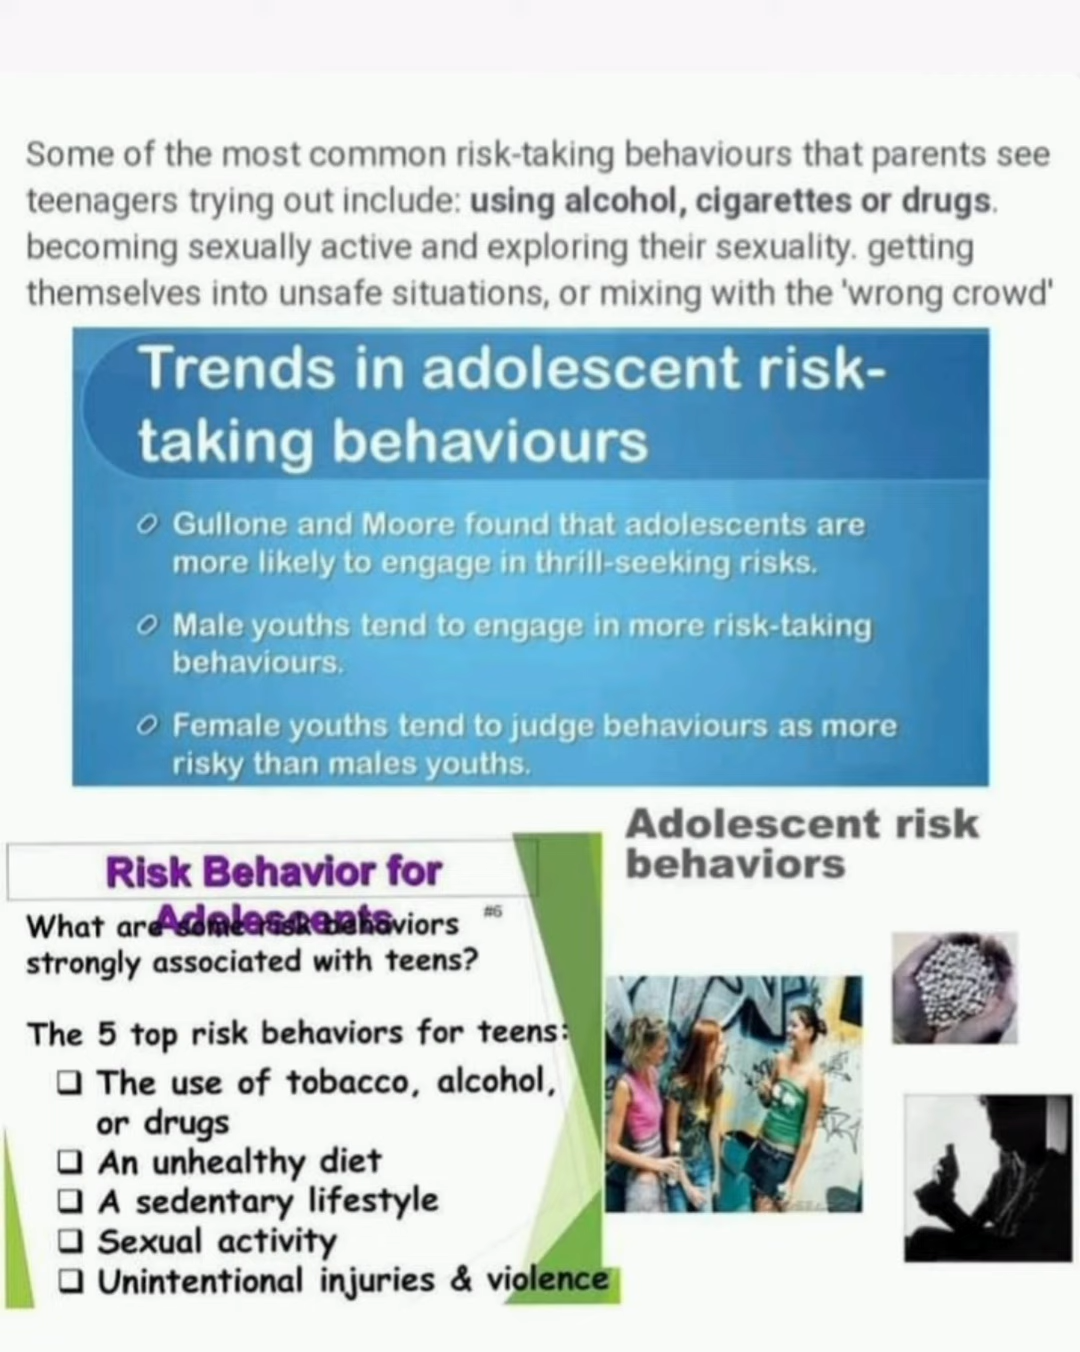 Some of the most common risk-taking behaviours that parents see
teenagers trying out include: using alcohol, cigarettes or drugs.
becoming sexually active and exploring their sexuality. getting
themselves into unsafe situations, or mixing with the 'wrong crowd'
Trends in adolescent risk-
taking behaviours
Gullone and Moore found that adolescents are
more likely to engage in thrill-seeking risks.
Male youths tend to engage in more risk-taking
behaviours.
Female youths tend to judge behaviours as more
risky than males youths.
Adolescent risk
behaviors
Risk Behavior for
Adolescents
#6
What are some risk behaviors
strongly associated with teens?
The 5 top risk behaviors for teens:
❑ The use of tobacco, alcohol,
or drugs
❑ An unhealthy diet
❑ A sedentary lifestyle
❑ Sexual activity
❑ Unintentional injuries & violence